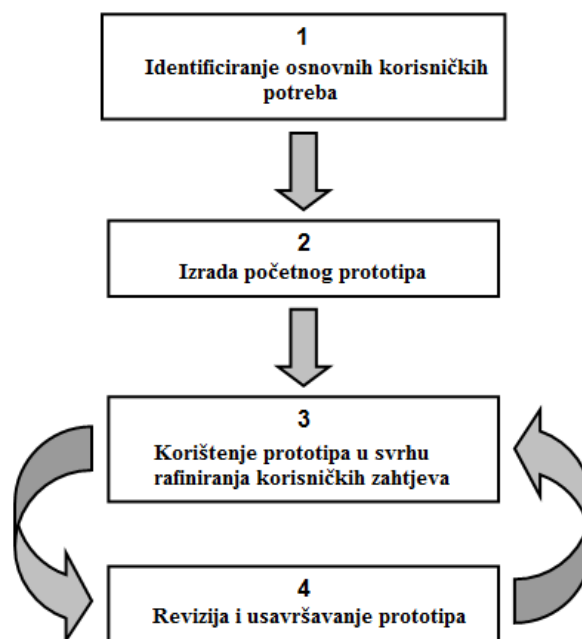 1
Identificiranje osnovnih korisničkih
potreba
2
Izrada početnog prototipa
3
Korištenje prototipa u svrhu
rafiniranja korisničkih zahtjeva
4
Revizija i usavršavanje prototipa